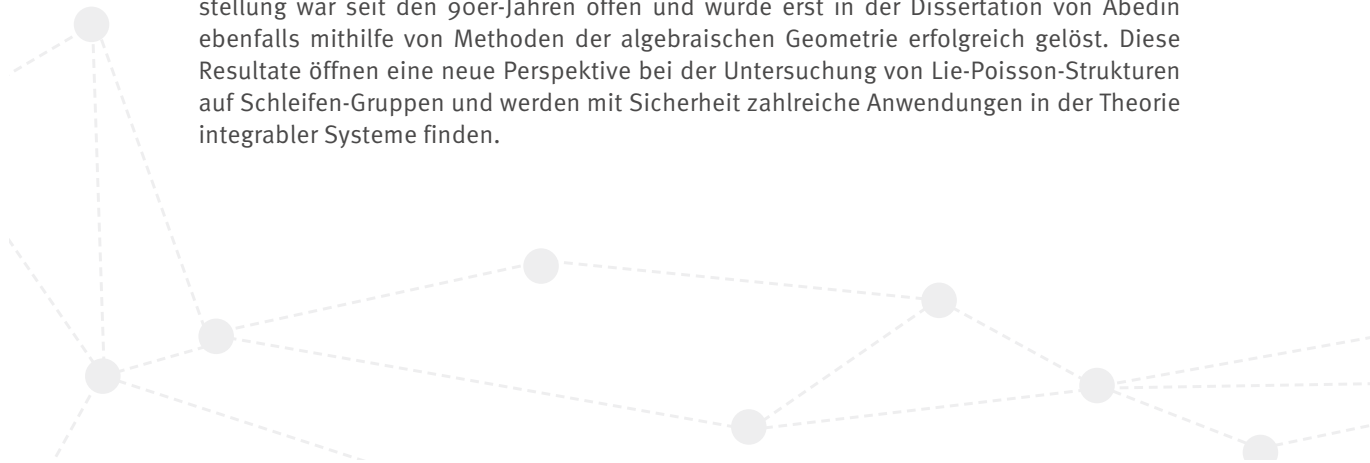 stellung war seit den 90er-Jahren offen und wurde erst in der Dissertation von Abedin
ebenfalls mithilfe von Methoden der algebraischen Geometrie erfolgreich gelöst. Diese
Resultate öffnen eine neue Perspektive bei der Untersuchung von Lie-Poisson-Strukturen
auf Schleifen-Gruppen und werden mit Sicherheit zahlreiche Anwendungen in der Theorie
integrabler Systeme finden.